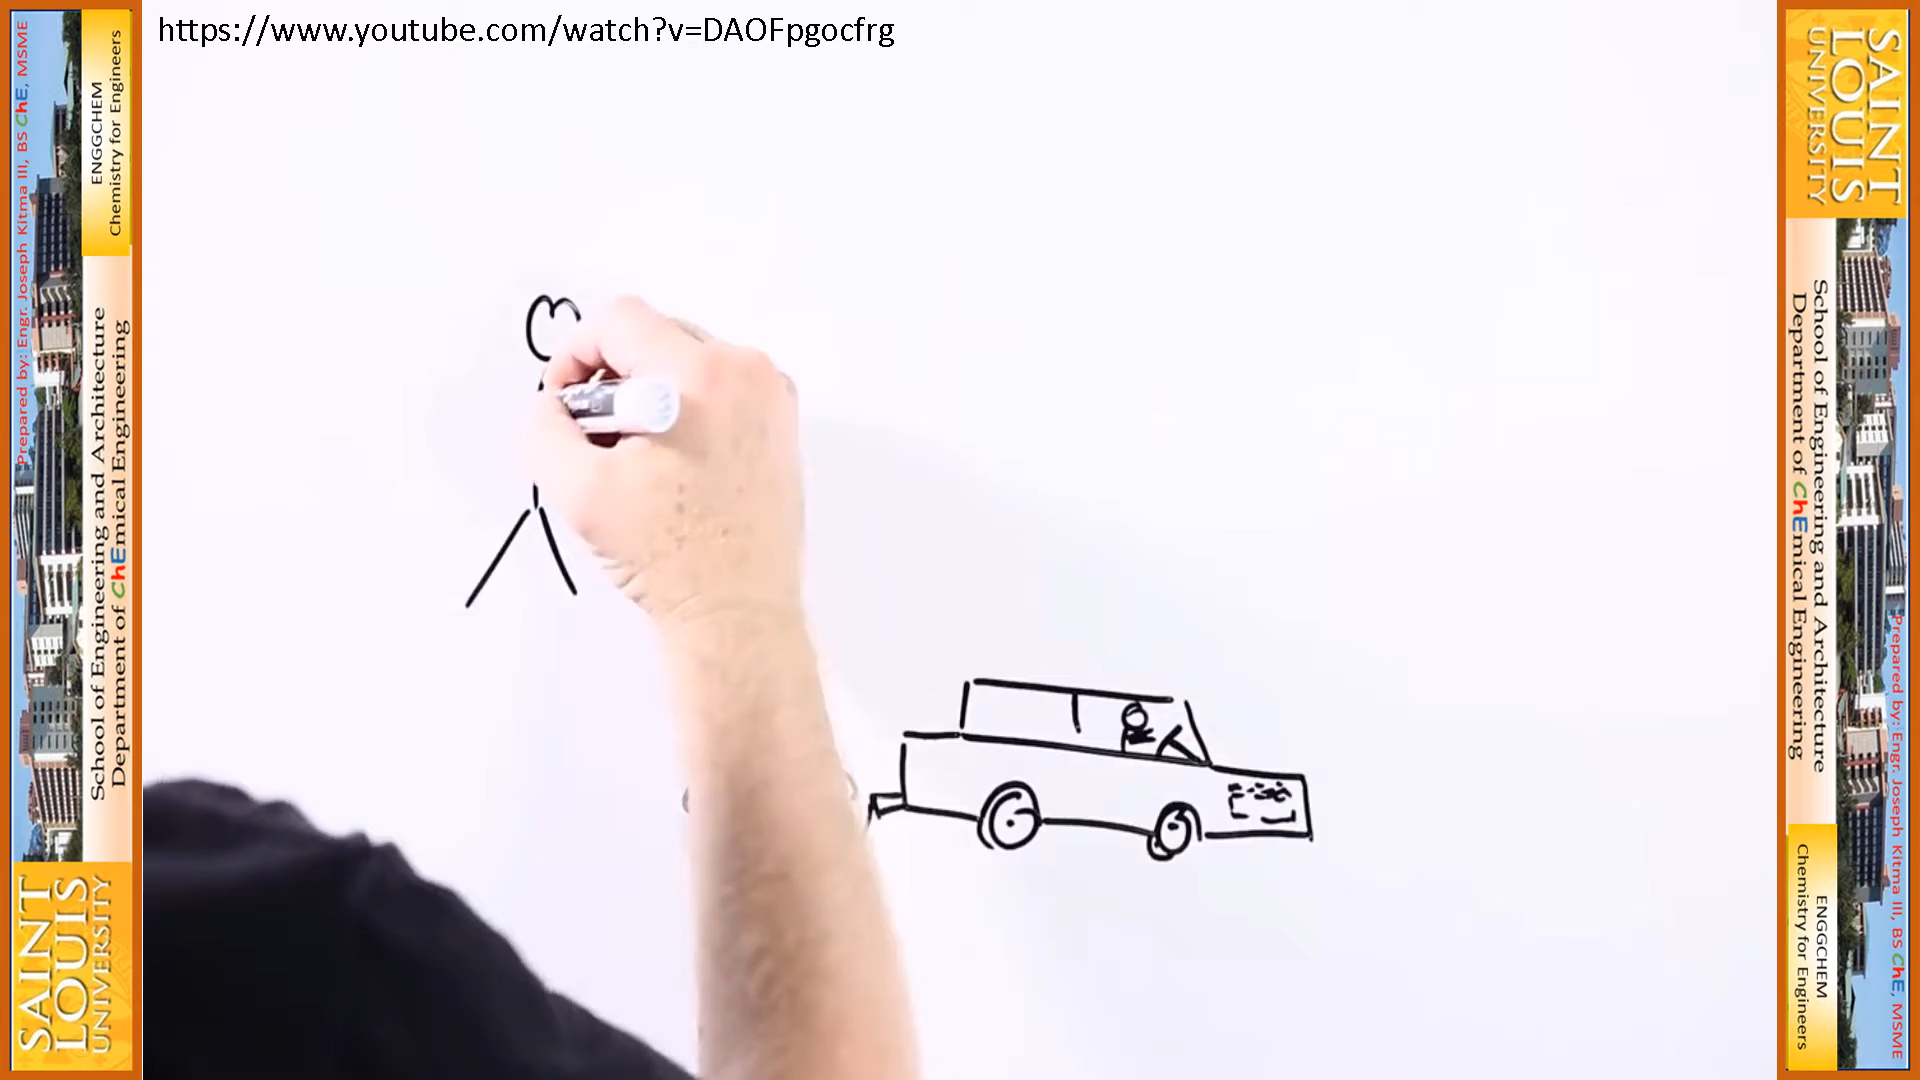 https://www.youtube.com/watch?v=DAOFpgocfrg
Prepared by: Engr. Joseph Kitma III, BS ChE, MSME
ENGGCHEM
Chemistry for Engineers
School of Engineering and Architecture
Department of ChEmical Engineering
SAINT
LOUIS
UNIVERSITY
SAINT
LOUIS
UNIVERSITY
School of Engineering and Architecture
Department of ChEmical Engineering
Prepared by: Engr. Joseph Kitma III, BS ChE, MSME
ENGGCHEM
Chemistry for Engineers